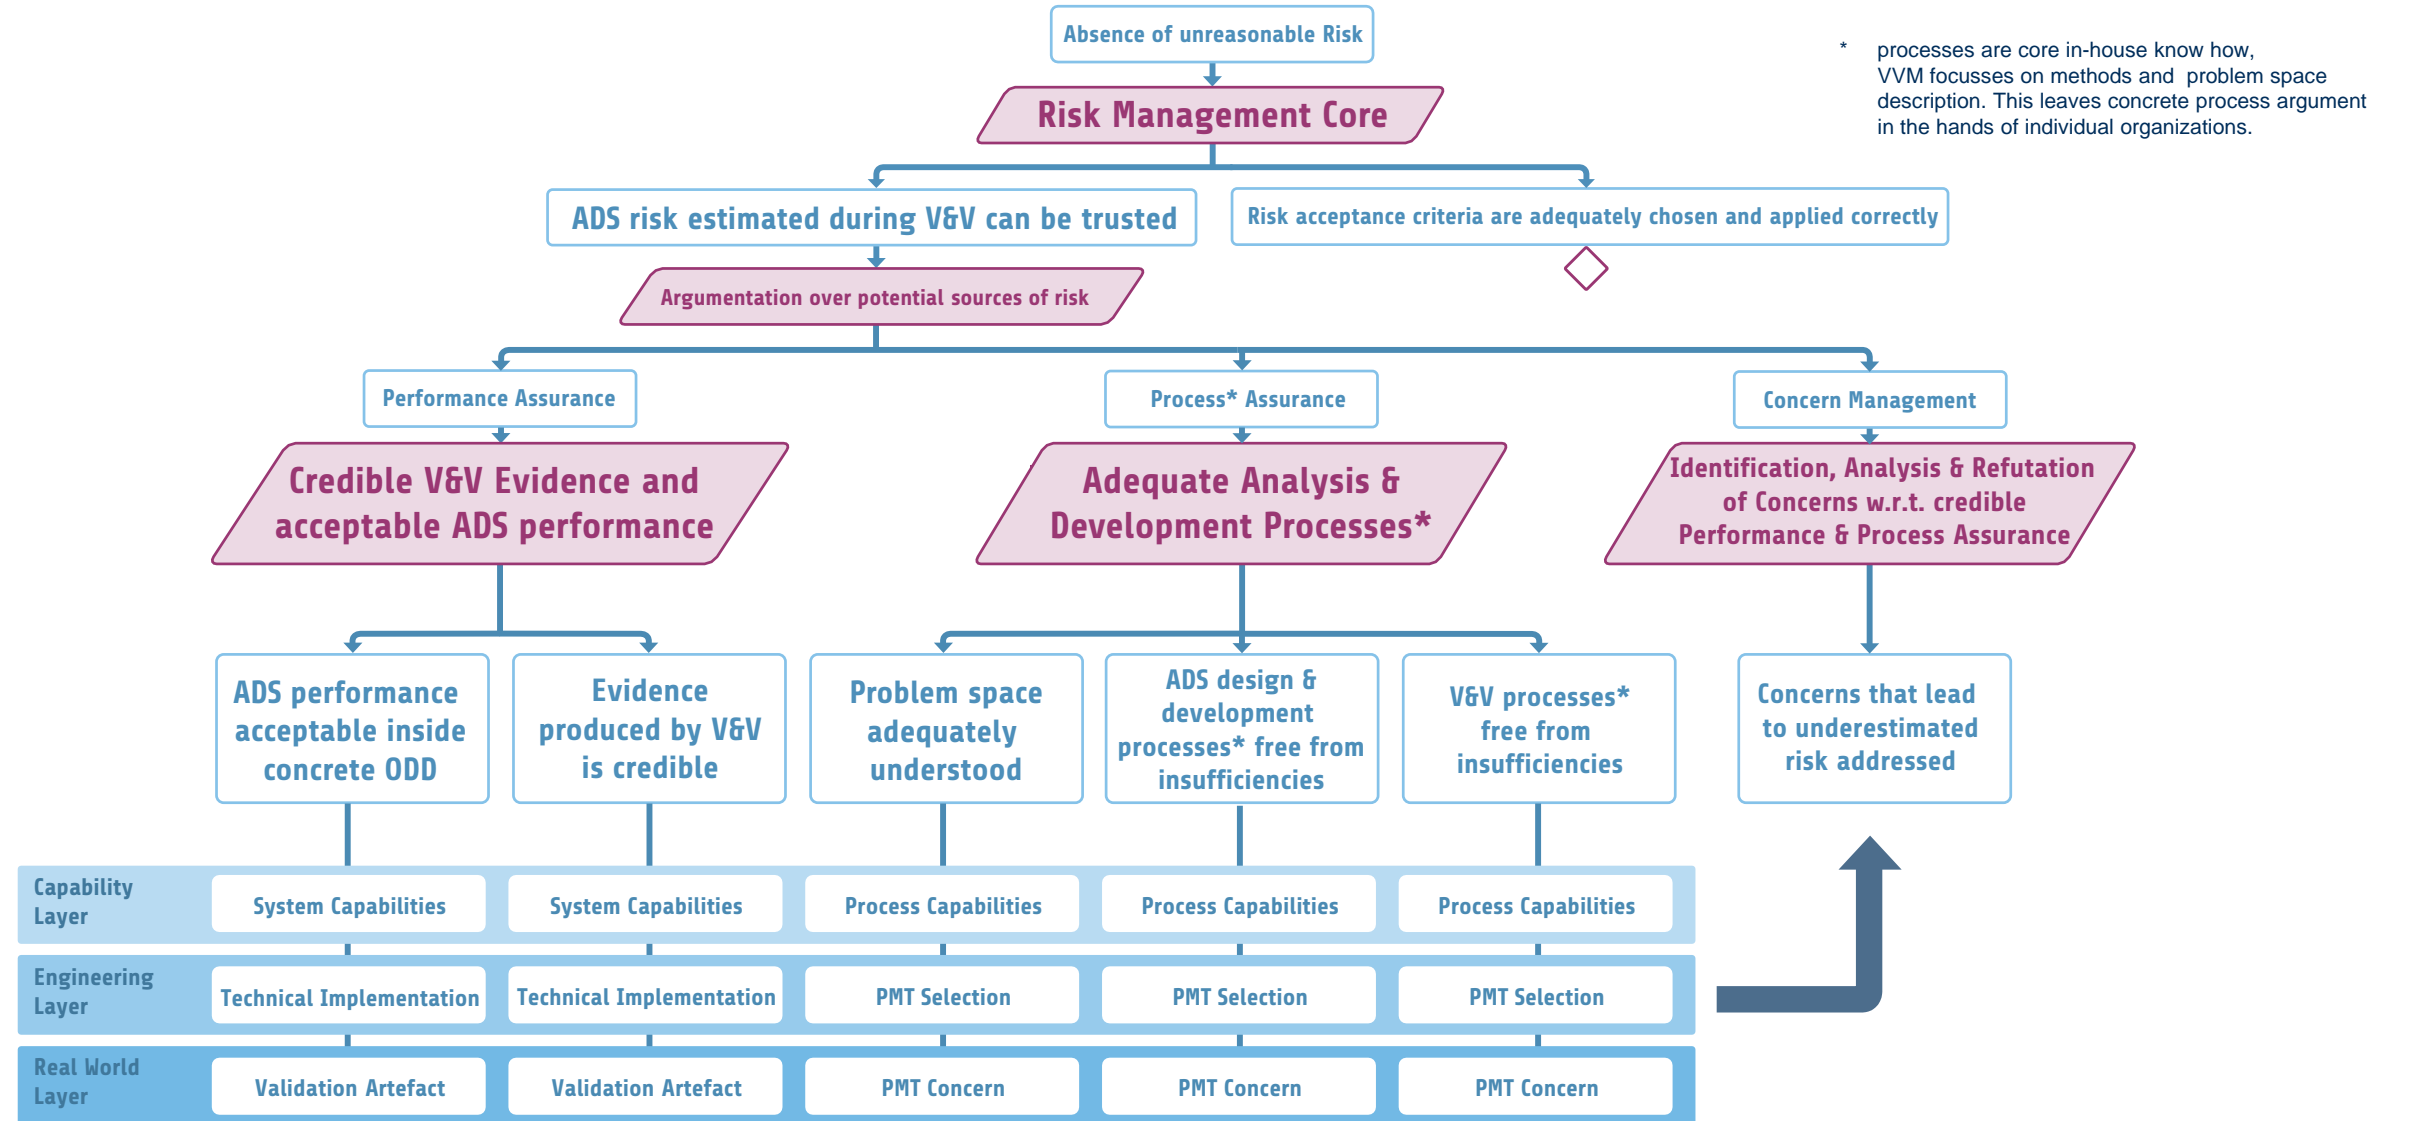 Absence of unreasonable Risk
* processes are core in-house know how,
VVM focusses on methods and problem space
description. This leaves concrete process argument
in the hands of individual organizations.
Risk Management Core
ADS risk estimated during V&V can be trusted
Risk acceptance criteria are adequately chosen and applied correctly
Argumentation over potential sources of risk
Performance Assurance
Process* Assurance
Concern Management
Credible V&V Evidence and
acceptable ADS performance
Adequate Analysis &
Development Processes*
Identification, Analysis & Refutation
of Concerns w.r.t. credible
Performance & Process Assurance
ADS performance
acceptable inside
concrete ODD
Evidence
produced by V&V
is credible
Problem space
adequately
understood
ADS design &
development
processes* free from
insufficiencies
V&V processes*
free from
insufficiencies
Concerns that lead
to underestimated
risk addressed
Capability
Layer
System Capabilities
System Capabilities
Process Capabilities
Process Capabilities
Process Capabilities
Engineering
Layer
Technical Implementation
Technical Implementation
PMT Selection
PMT Selection
PMT Selection
Real World
Layer
Validation Artefact
Validation Artefact
PMT Concern
PMT Concern
PMT Concern